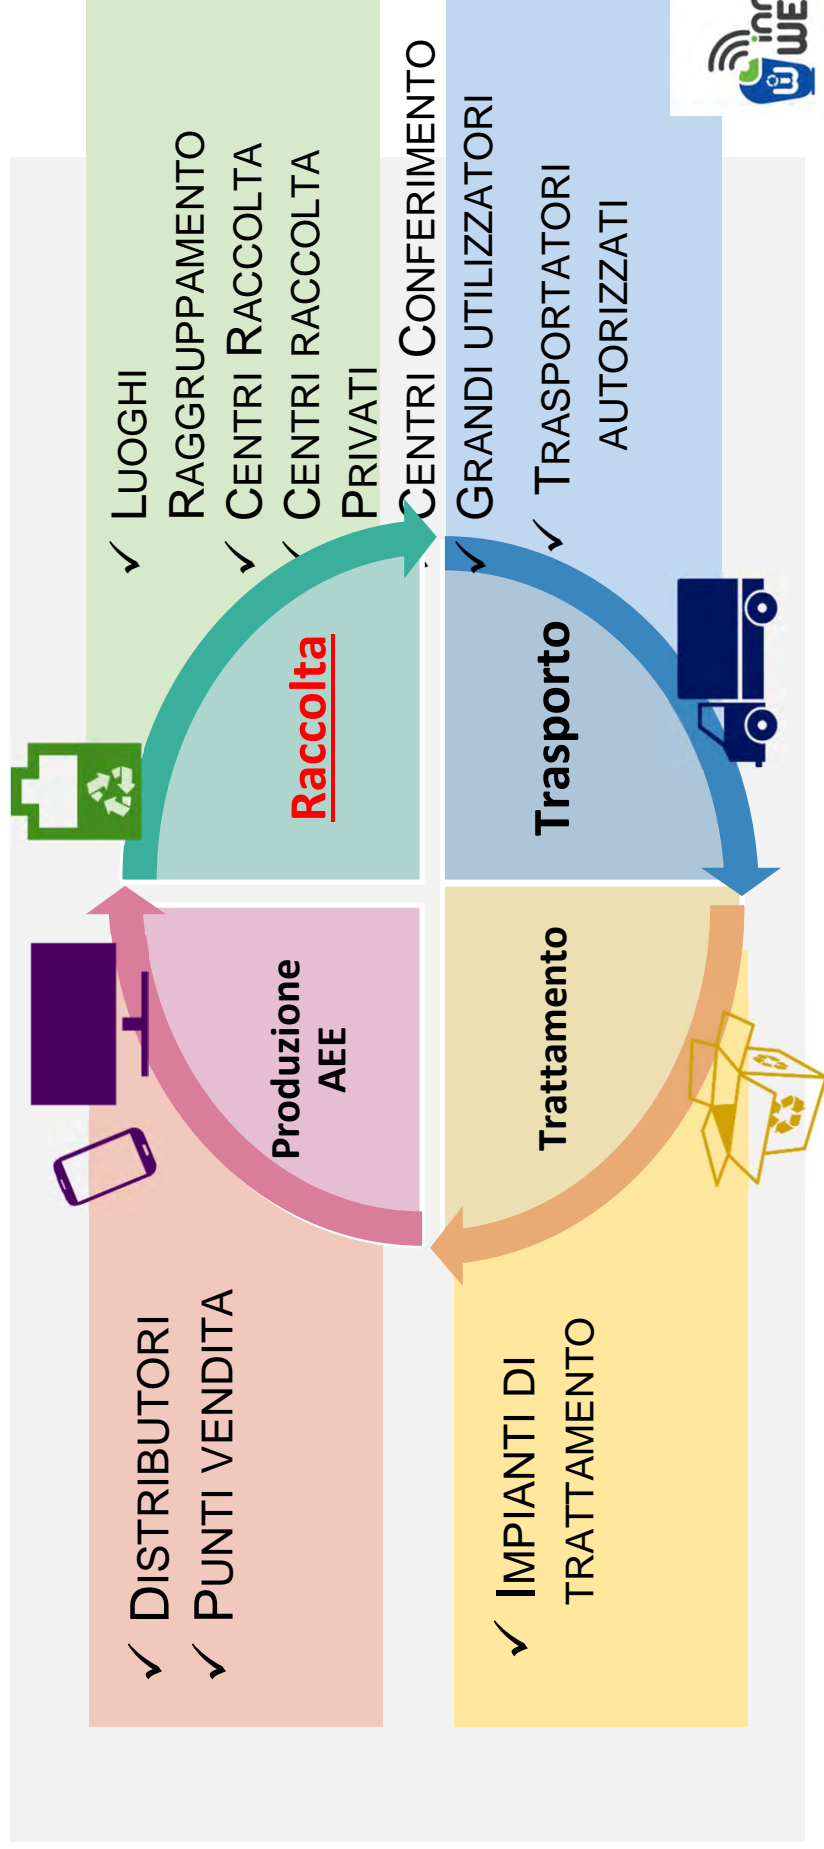 DISTRIBUTORI
PUNTI VENDITA
Produzione
AEE
Raccolta
LUOGHI
RAGGRUPPAMENTO
CENTRI RACCOLTA
CENTRI RACCOLTA
PRIVATI
CENTRI CONFERIMENTO
GRANDI UTILIZZATORI
IMPIANTI DI
TRATTAMENTO
Trattamento
Trasporto
TRASPORTATORI
AUTORIZZATI